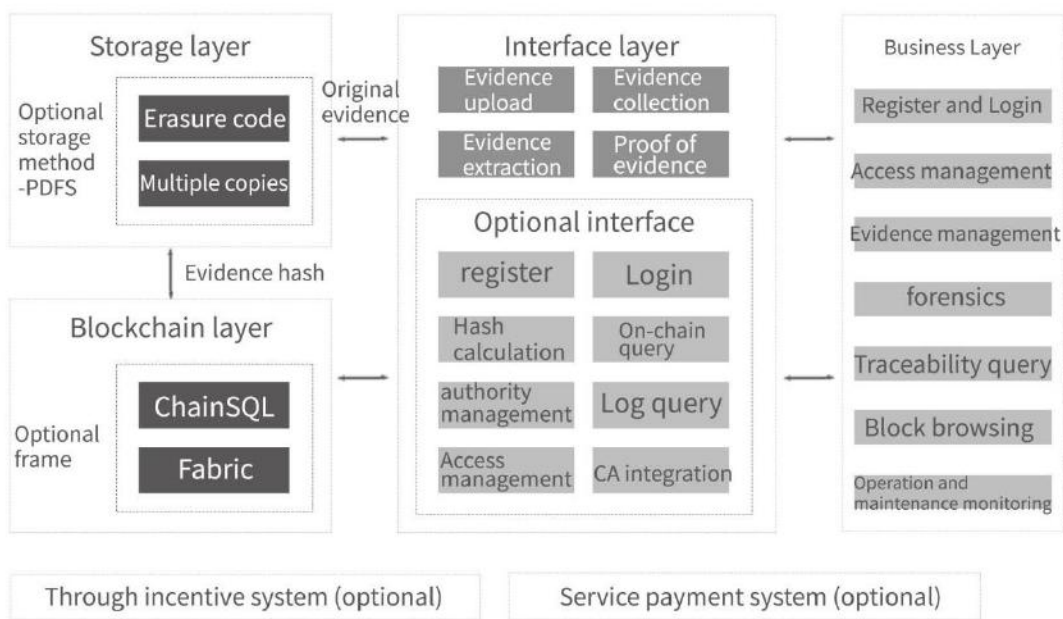 Storage layer
Optional
storage
method
-PDFS
Erasure code
Multiple copies
Original
evidence
Evidence hash
Blockchain layer
Optional
frame
ChainSQL
Fabric
Interface layer
Evidence
upload
Evidence
collection
Evidence
extraction
Proof of
evidence
Optional interface
register
Login
Hash
calculation
On-chain
query
authority
management
Log query
Access
management
CA integration
Business Layer
Register and Login
Access management
Evidence management
forensics
Traceability query
Block browsing
Operation and
maintenance monitoring
Through incentive system (optional)
Service payment system (optional)